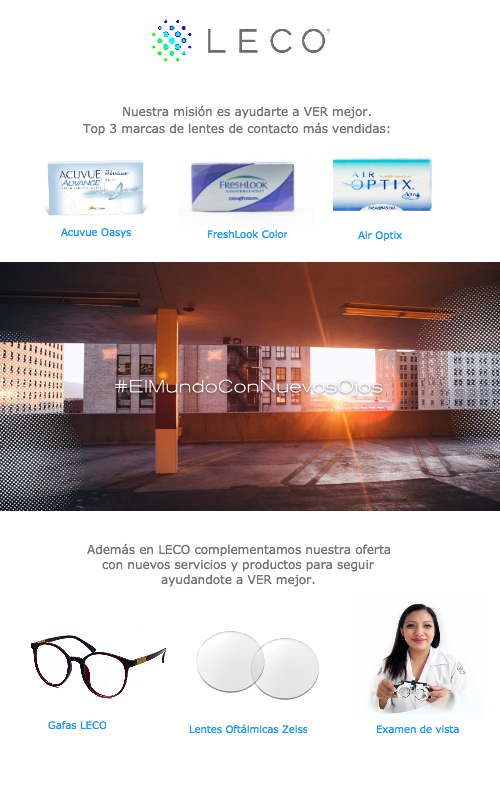 LECO
Nuestra misión es ayudarte a VER mejor.
Top 3 marcas de lentes de contacto más vendidas:
ACUVUE
ADVANCE
FRESHLOOK
COLORBLENDS
AIR
OPTIX
Aqua
Acuvue Oasys
FreshLook Color
Air Optix
#ElMundoConNuevosOjos
Además en LECO complementamos nuestra oferta
con nuevos servicios y productos para seguir
ayudandote a VER mejor.
Gafas LECO
Lentes Oftálmicas Zeiss
Examen de vista